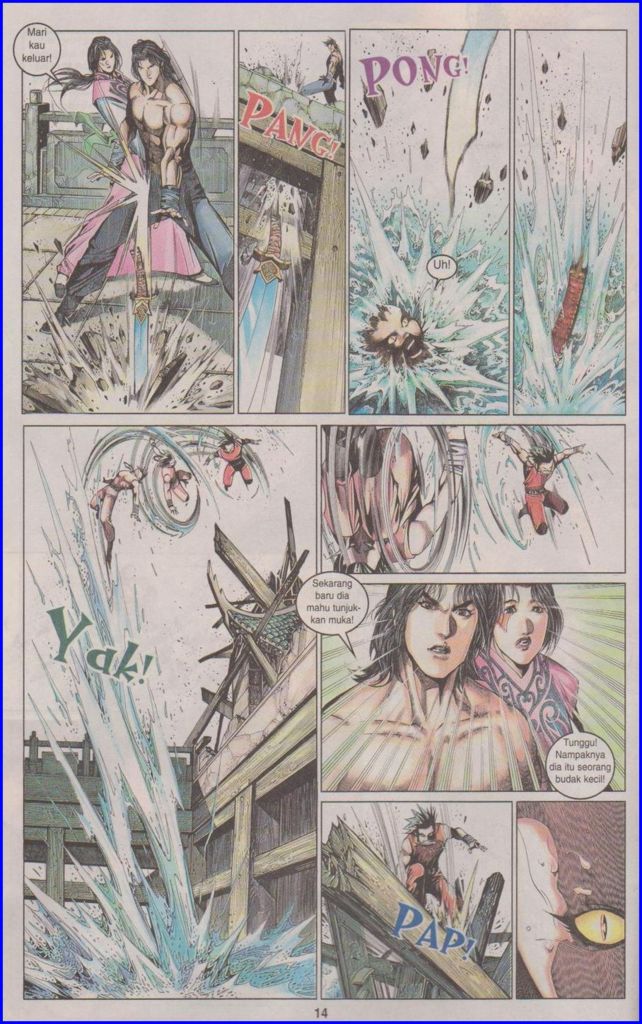 Mari
kau
keluar!
PANG!
PONG!
Uh!
Yak!
Sekarang
baru dia
mahu tunjuk-
kan muka!
Tunggu!
Nampaknya
dia itu seorang
budak kecil!
PAP!
14